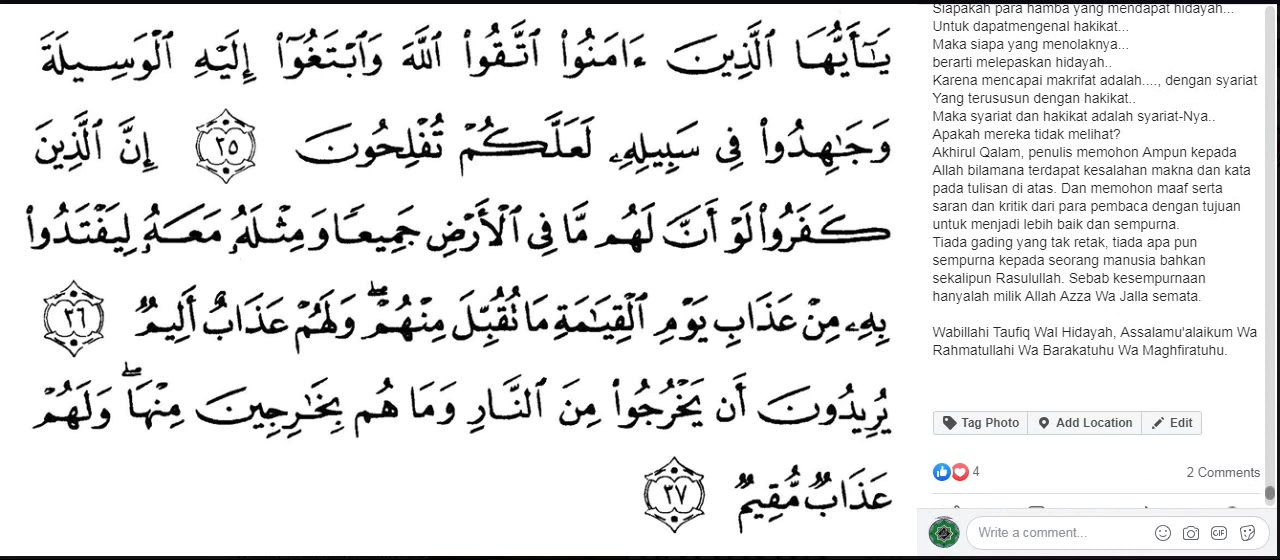 يَـٰٓأَيُّهَا ٱلَّذِينَ ءَامَنُوا۟ ٱتَّقُوا۟ ٱللَّهَ وَٱبْتَغُوٓا۟ إِلَيْهِ ٱلْوَسِيلَةَ
وَجَـٰهِدُوا۟ فِى سَبِيلِهِۦ لَعَلَّكُمْ تُفْلِحُونَ ٣٥ إِنَّ ٱلَّذِينَ
كَفَرُوا۟ لَوْ أَنَّ لَهُم مَّا فِى ٱلْأَرْضِ جَمِيعًا وَمِثْلَهُۥ مَعَهُۥ لِيَفْتَدُوا۟
بِهِۦ مِنْ عَذَابِ يَوْمِ ٱلْقِيَـٰمَةِ مَا تُقُبِّلَ مِنْهُمْ ۖ وَلَهُمْ عَذَابٌ أَلِيمٌ ٣٦
يُرِيدُونَ أَن يَخْرُجُوا۟ مِنَ ٱلنَّارِ وَمَا هُم بِخَـٰرِجِينَ مِنْهَا ۖ وَلَهُمْ
عَذَابٌ مُّقِيمٌ ٣٧
Siapakah para hamba yang mendapat hidayah...
Untuk dapatmengenal hakikat...
Maka siapa yang menolaknya...
berarti melepaskan hidayah..
Karena mencapai makrifat adalah...., dengan syariat
Yang terususun dengan hakikat..
Maka syariat dan hakikat adalah syariat-Nya..
Apakah mereka tidak melihat?
Akhirul Qalam, penulis memohon Ampun kepada
Allah bilamana terdapat kesalahan makna dan kata
pada tulisan di atas. Dan memohon maaf serta
saran dan kritik dari para pembaca dengan tujuan
untuk menjadi lebih baik dan sempurna.
Tiada gading yang tak retak, tiada apa pun
sempurna kepada seorang manusia bahkan
sekalipun Rasulullah. Sebab kesempurnaan
hanyalah milik Allah Azza Wa Jalla semata.
Wabillahi Taufiq Wal Hidayah, Assalamu'alaikum Wa
Rahmatullahi Wa Barakatuhu Wa Maghfiratuhu.
Tag Photo Add Location Edit
4 2 Comments
Write a comment... GIF